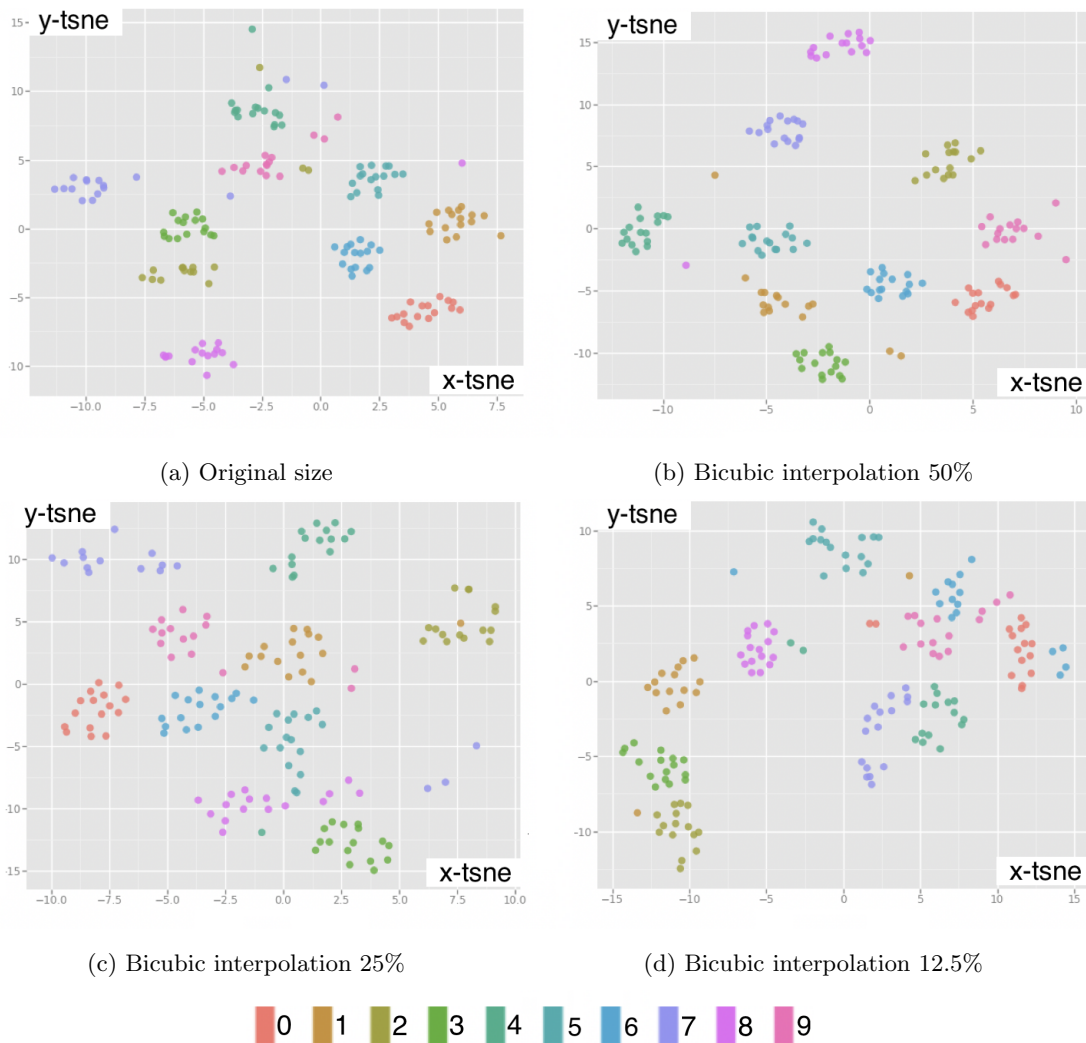 y-tsne
15
10
5
0
−5
−10
x-tsne
−10.0 −7.5 −5.0 −2.5 0.0 2.5 5.0 7.5
(a) Original size
y-tsne
15
10
5
0
−5
−10
x-tsne
−10 −5 0 5 10
(b) Bicubic interpolation 50%
y-tsne
10
5
0
−5
−10
−15
x-tsne
−10.0 −7.5 −5.0 −2.5 0.0 2.5 5.0 7.5 10.0
(c) Bicubic interpolation 25%
y-tsne
10
5
0
−5
−10
x-tsne
−15 −10 −5 0 5 10 15
(d) Bicubic interpolation 12.5%
0 1 2 3 4 5 6 7 8 9